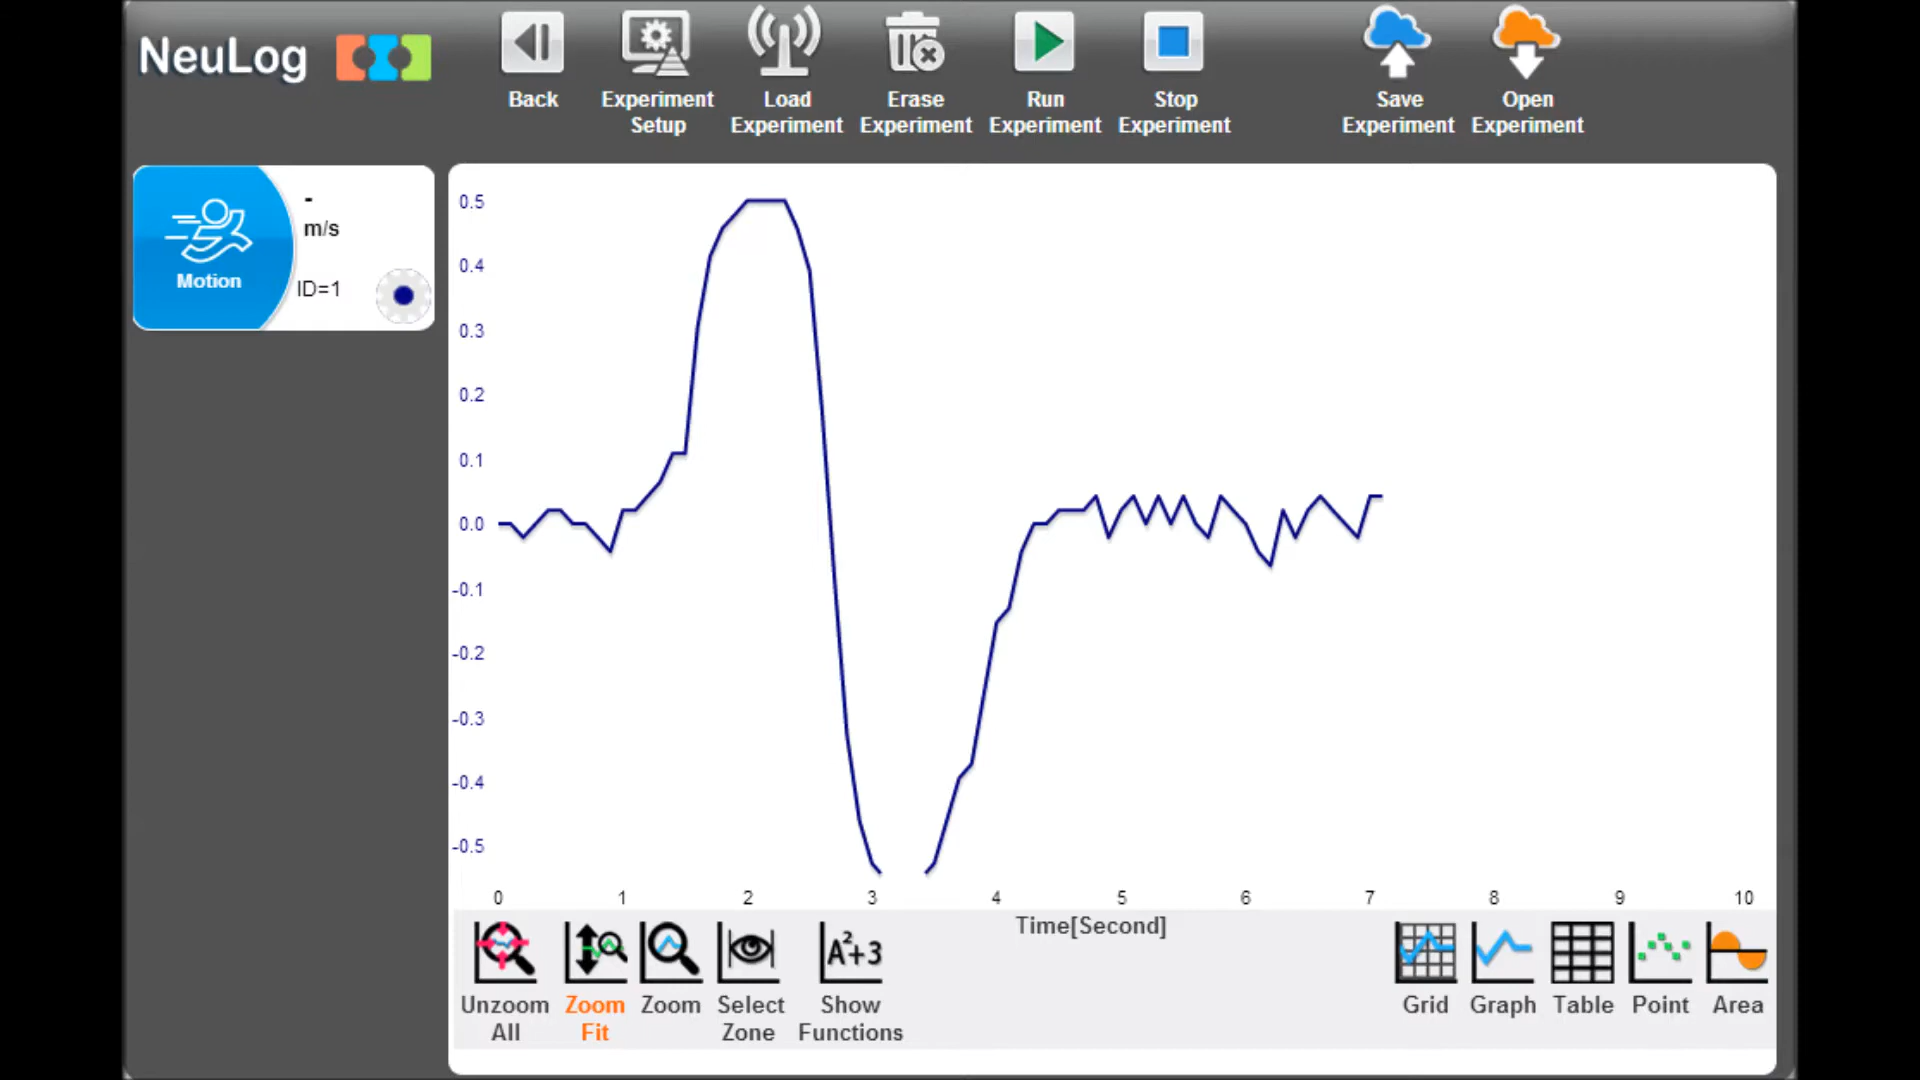 NeuLog
Back
Experiment
Setup
Load
Experiment
Erase
Experiment
Run
Experiment
Stop
Experiment
Save
Experiment
Open
Experiment
Motion
-
m/s
ID=1
0.5
0.4
0.3
0.2
0.1
0.0
-0.1
-0.2
-0.3
-0.4
-0.5
0 1 2 3 4 5 6 7 8 9 10
Time[Second]
A²+3
Unzoom
All
Zoom
Fit
Zoom
Select
Zone
Show
Functions
Grid
Graph
Table
Point
Area